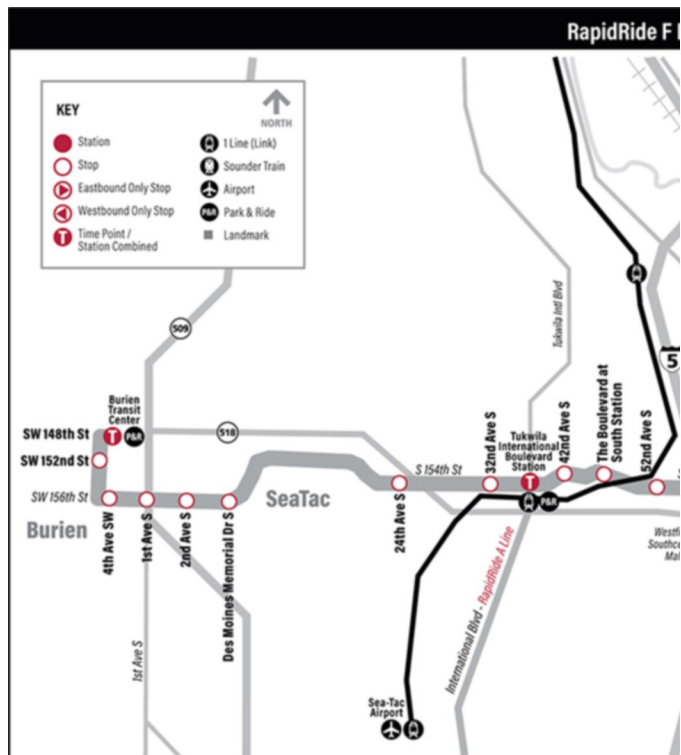 RapidRide F
KEY
NORTH
Station
Stop
Eastbound Only Stop
Westbound Only Stop
T
Time Point /
Station Combined
1 Line (Link)
Sounder Train
Airport
P&R
Park & Ride
Landmark
509
Tukwila Intl Blvd
5
Burien
Transit
Center
SW 148th St
T
P&R
518
SW 152nd St
SW 156th St
Burien
4th Ave SW
1st Ave S
2nd Ave S
Des Moines Memorial Dr S
SeaTac
24th Ave S
S 154th St
32nd Ave S
Tukwila
International
Boulevard
Station
T
P&R
42nd Ave S
The Boulevard at
South Station
52nd Ave S
Westf
Southce
Mal
1st Ave S
International Blvd - RapidRide A Line
Sea-Tac
Airport